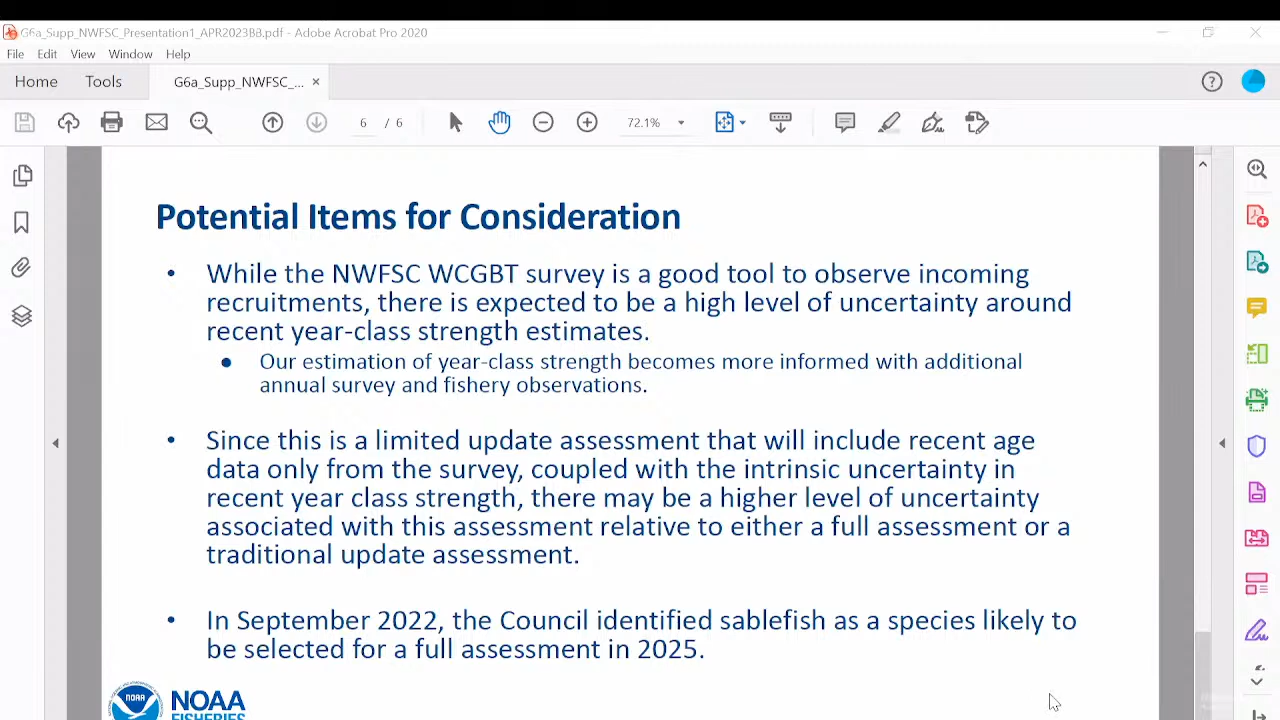 G6a_Supp_NWFSC_Presentation1_APR2023BB.pdf - Adobe Acrobat Pro 2020
File Edit View Window Help
Home Tools G6a_Supp_NWFSC_... ×
6 / 6 72.1%
Potential Items for Consideration
• While the NWFSC WCGBT survey is a good tool to observe incoming
recruitments, there is expected to be a high level of uncertainty around
recent year-class strength estimates.
● Our estimation of year-class strength becomes more informed with additional
annual survey and fishery observations.
• Since this is a limited update assessment that will include recent age
data only from the survey, coupled with the intrinsic uncertainty in
recent year class strength, there may be a higher level of uncertainty
associated with this assessment relative to either a full assessment or a
traditional update assessment.
• In September 2022, the Council identified sablefish as a species likely to
be selected for a full assessment in 2025.
NOAA
NOAA
FISHERIES